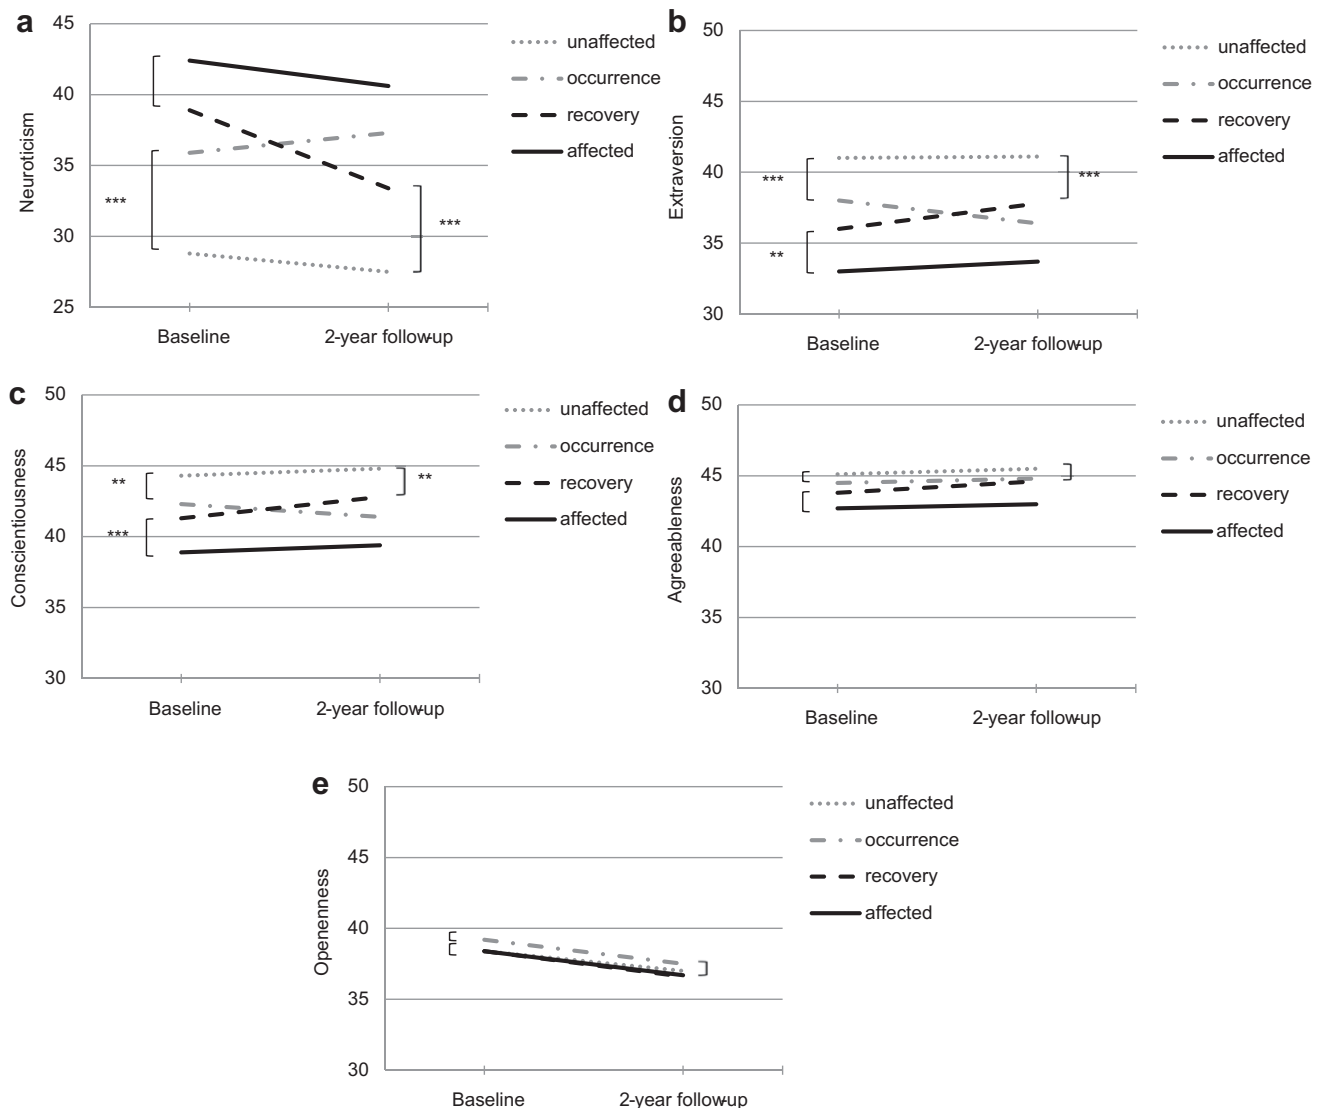 a
45
40
35
30
25
Neuroticism
***
***
Baseline
2-year follow-up
unaffected
occurrence
recovery
affected
b
50
45
40
35
30
Extraversion
***
**
***
Baseline
2-year follow-up
unaffected
occurrence
recovery
affected
c
50
45
40
35
30
Conscientiousness
**
***
**
Baseline
2-year follow-up
unaffected
occurrence
recovery
affected
d
50
45
40
35
30
Agreeableness
Baseline
2-year follow-up
unaffected
occurrence
recovery
affected
e
50
45
40
35
30
Openenness
Baseline
2-year follow-up
unaffected
occurrence
recovery
affected